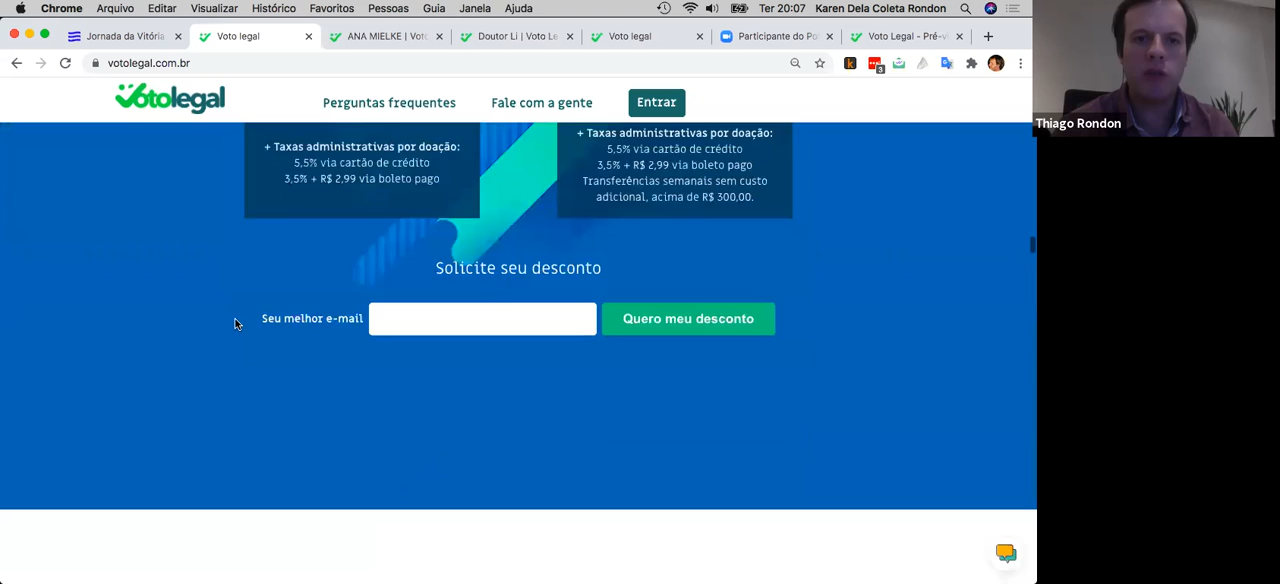 Chrome Arquivo Editar Visualizar Histórico Favoritos Pessoas Guia Janela Ajuda Ter 20:07 Karen Dela Coleta Rondon
Jornada da Vitória Voto legal ANA MIELKE | Vot Doutor Li | Voto Le Voto legal Participante do Po Voto Legal - Pré-v
votolegal.com.br 3
Votolegal Perguntas frequentes Fale com a gente Entrar
Thiago Rondon
+ Taxas administrativas por doação:
5,5% via cartão de crédito
3,5% + R$ 2,99 via boleto pago
+ Taxas administrativas por doação:
5,5% via cartão de crédito
3,5% + R$ 2,99 via boleto pago
Transferências semanais sem custo
adicional, acima de R$ 300,00.
Solicite seu desconto
Seu melhor e-mail Quero meu desconto